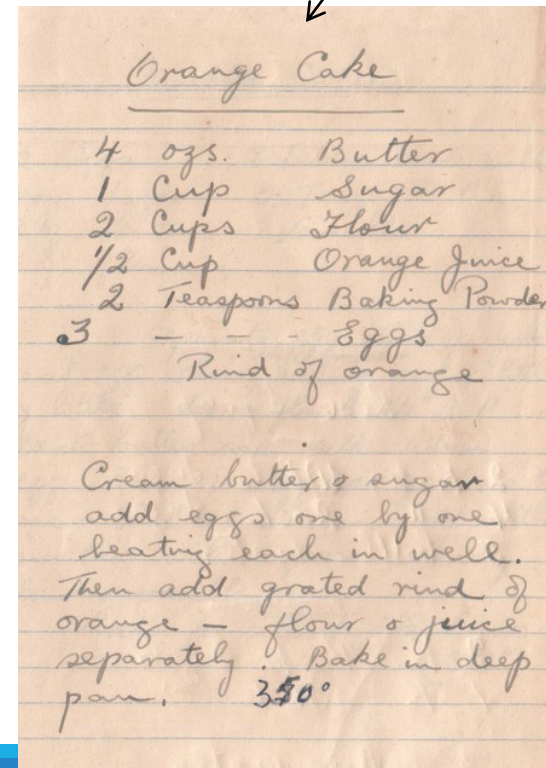 Orange Cake
4 ozs. Butter
1 Cup Sugar
2 Cups Flour
1/2 Cup Orange Juice
2 Teaspoons Baking Powder
3 - - - Eggs
Rind of orange
Cream butter & sugar
add eggs one by one
beating each in well.
Then add grated rind of
orange — flour & juice
separately. Bake in deep
pan. 350°